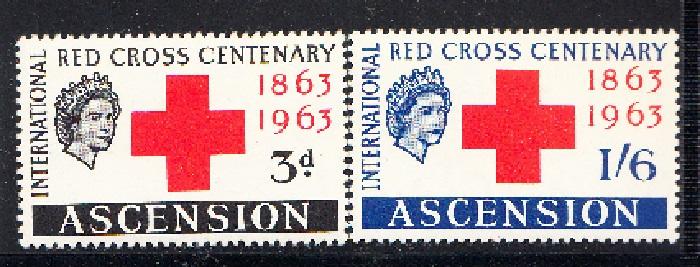 INTERNATIONAL
RED CROSS CENTENARY
1863
1963
3d.
ASCENSION
INTERNATIONAL
RED CROSS CENTENARY
1863
1963
1/6
ASCENSION